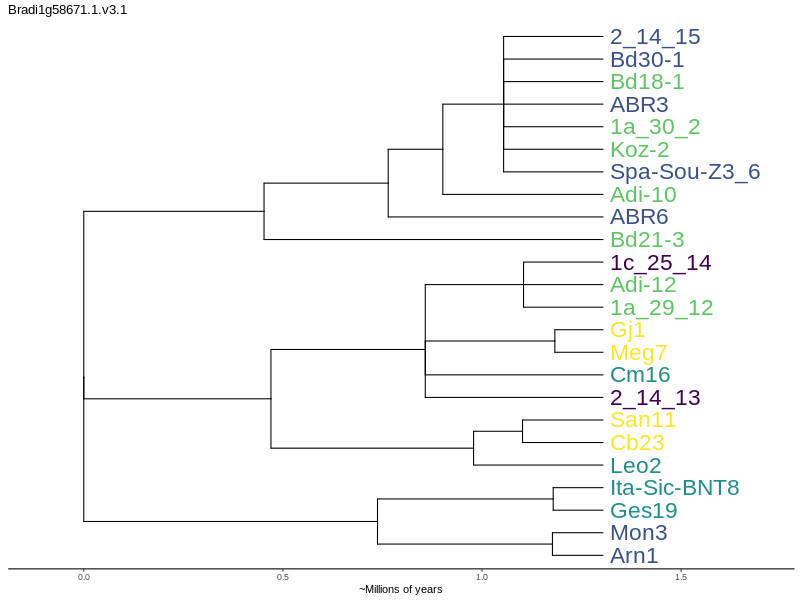 Bradi1g58671.1.v3.1
2_14_15
Bd30-1
Bd18-1
ABR3
1a_30_2
Koz-2
Spa-Sou-Z3_6
Adi-10
ABR6
Bd21-3
1c_25_14
Adi-12
1a_29_12
Gj1
Meg7
Cm16
2_14_13
San11
Cb23
Leo2
Ita-Sic-BNT8
Ges19
Mon3
Arn1
0.0 0.5 1.0 1.5
~Millions of years